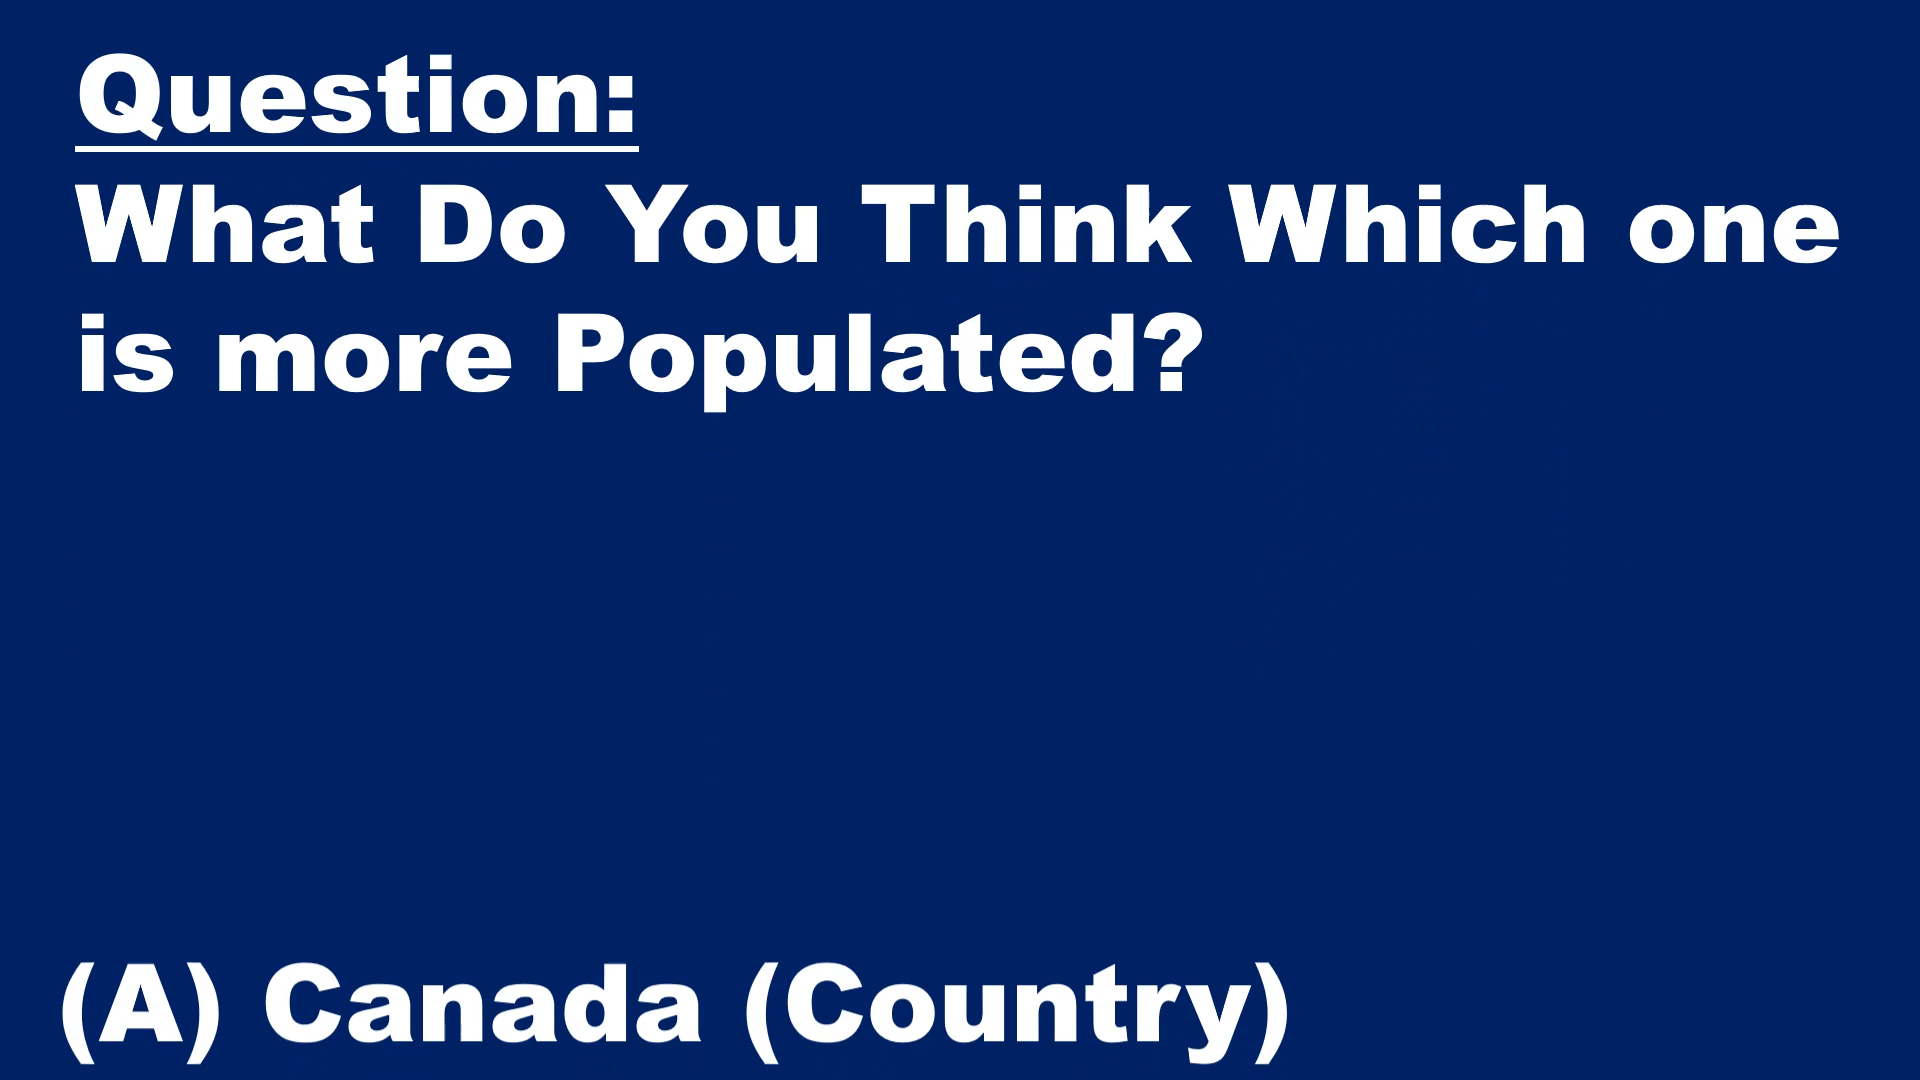 Question:
What Do You Think Which one
is more Populated?
(A) Canada (Country)